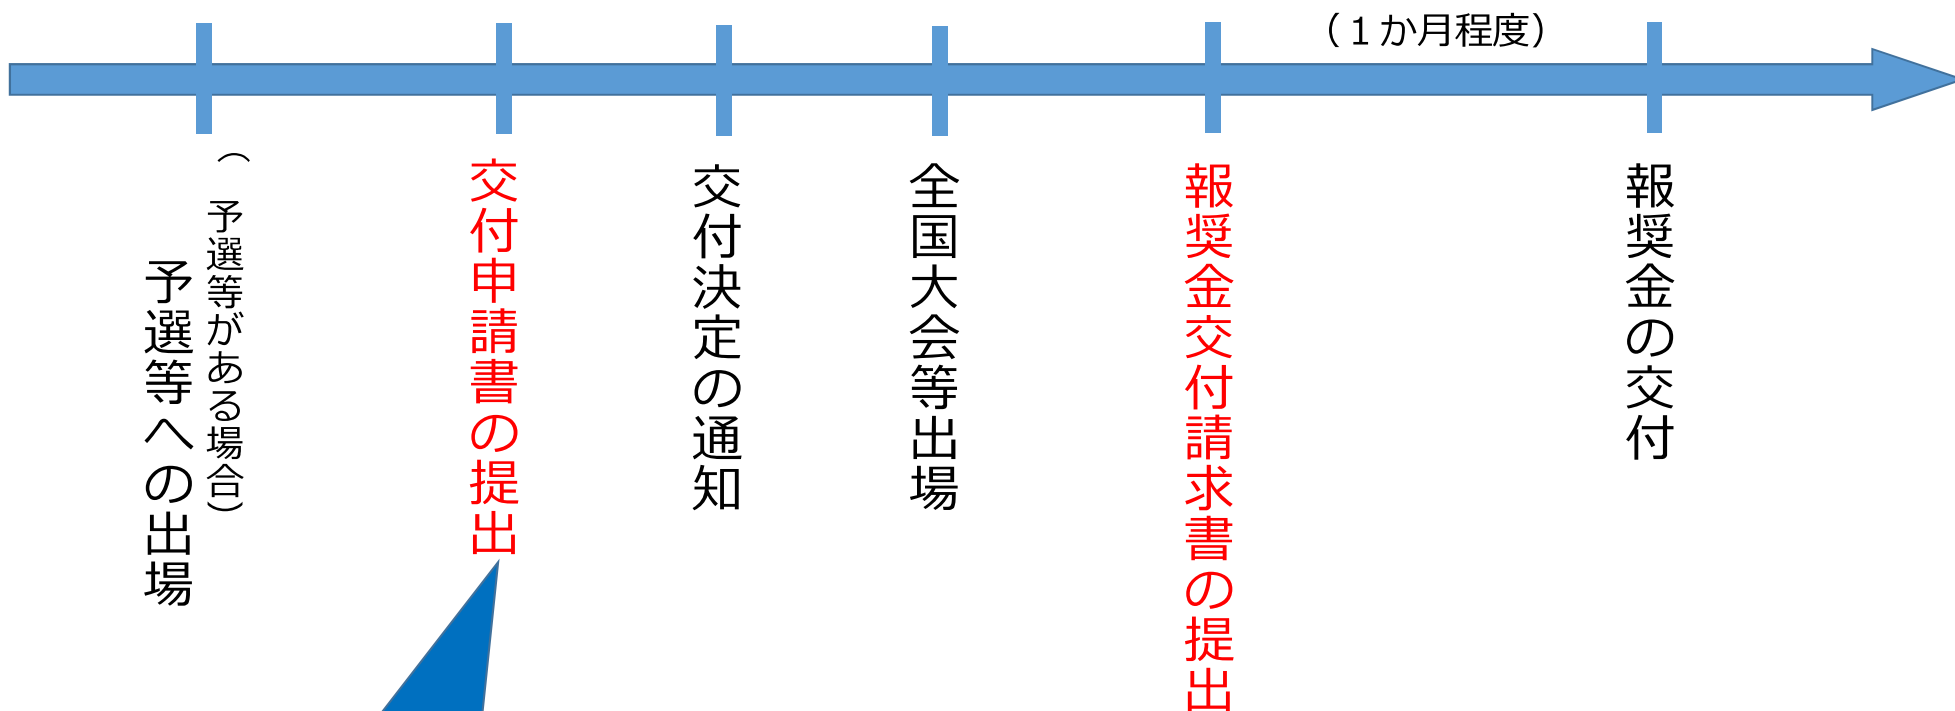 （１か月程度）
（予選等がある場合）
予選等への出場
交付申請書の提出
交付決定の通知
全国大会等出場
報奨金交付請求書の提出
報奨金の交付